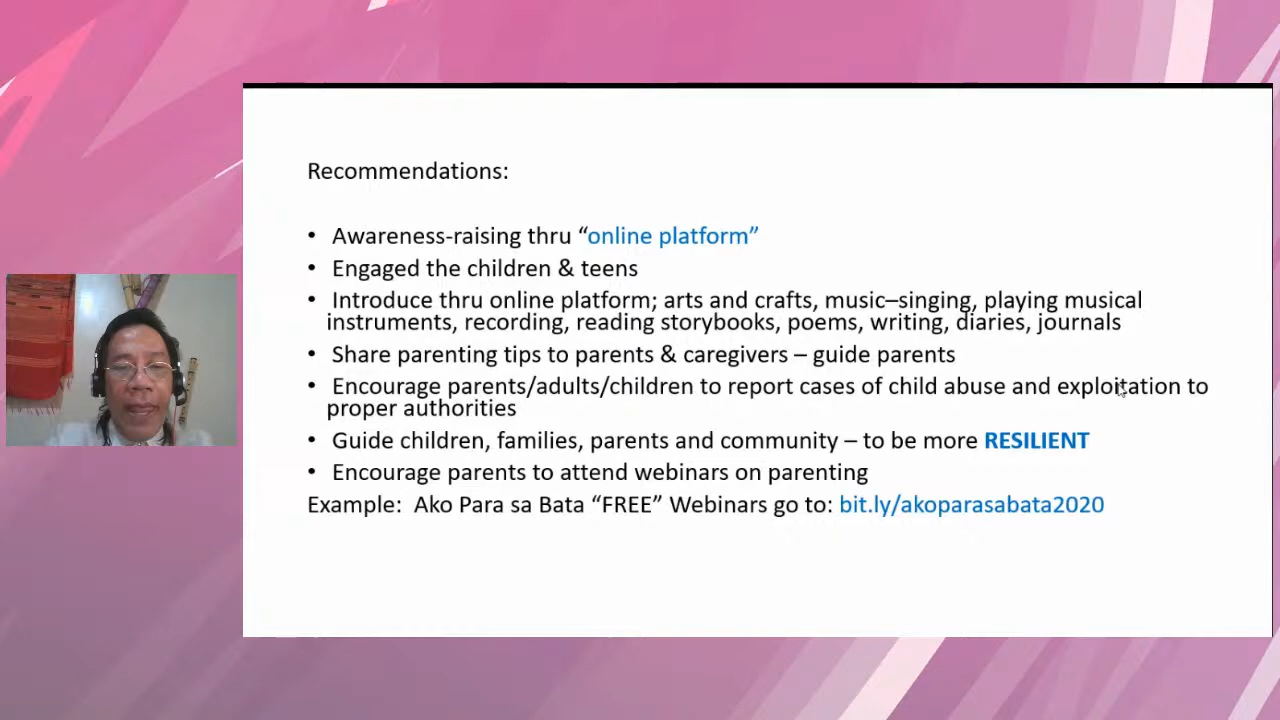 Recommendations:
• Awareness-raising thru “online platform”
• Engaged the children & teens
• Introduce thru online platform; arts and crafts, music–singing, playing musical
instruments, recording, reading storybooks, poems, writing, diaries, journals
• Share parenting tips to parents & caregivers – guide parents
• Encourage parents/adults/children to report cases of child abuse and exploitation to
proper authorities
• Guide children, families, parents and community – to be more RESILIENT
• Encourage parents to attend webinars on parenting
Example: Ako Para sa Bata “FREE” Webinars go to: bit.ly/akoparasabata2020